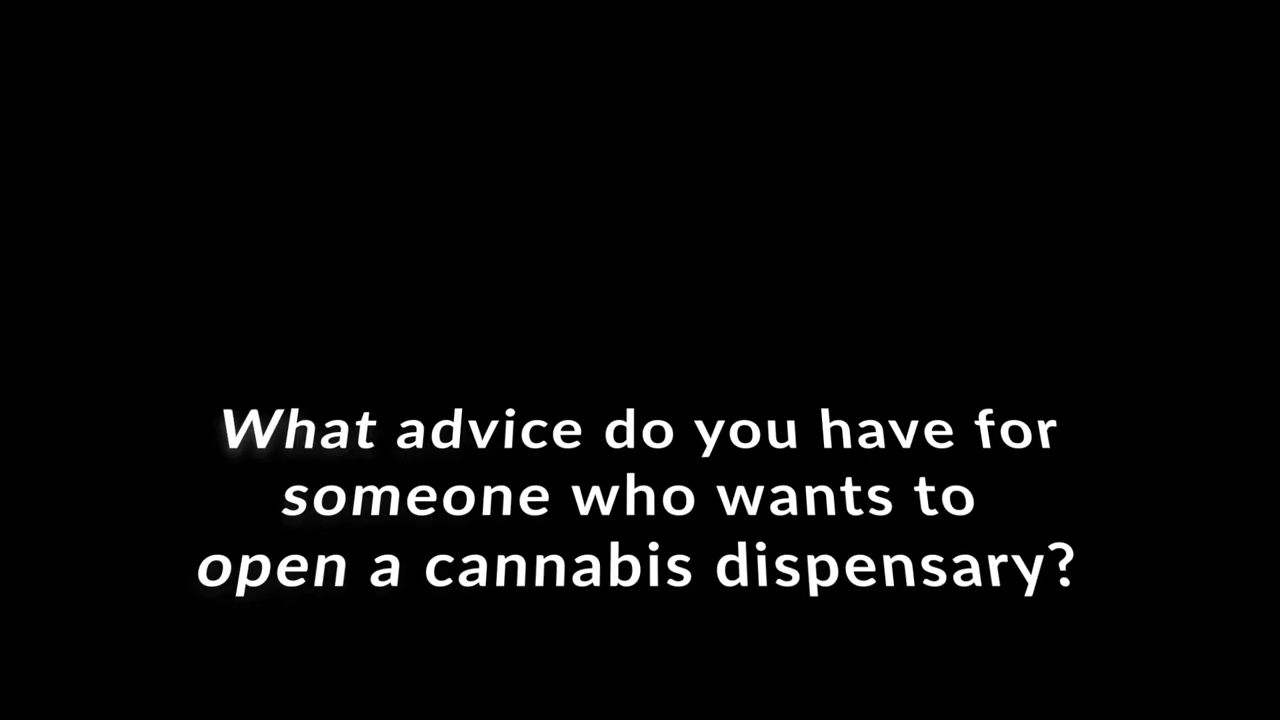 What advice do you have for
someone who wants to
open a cannabis dispensary?